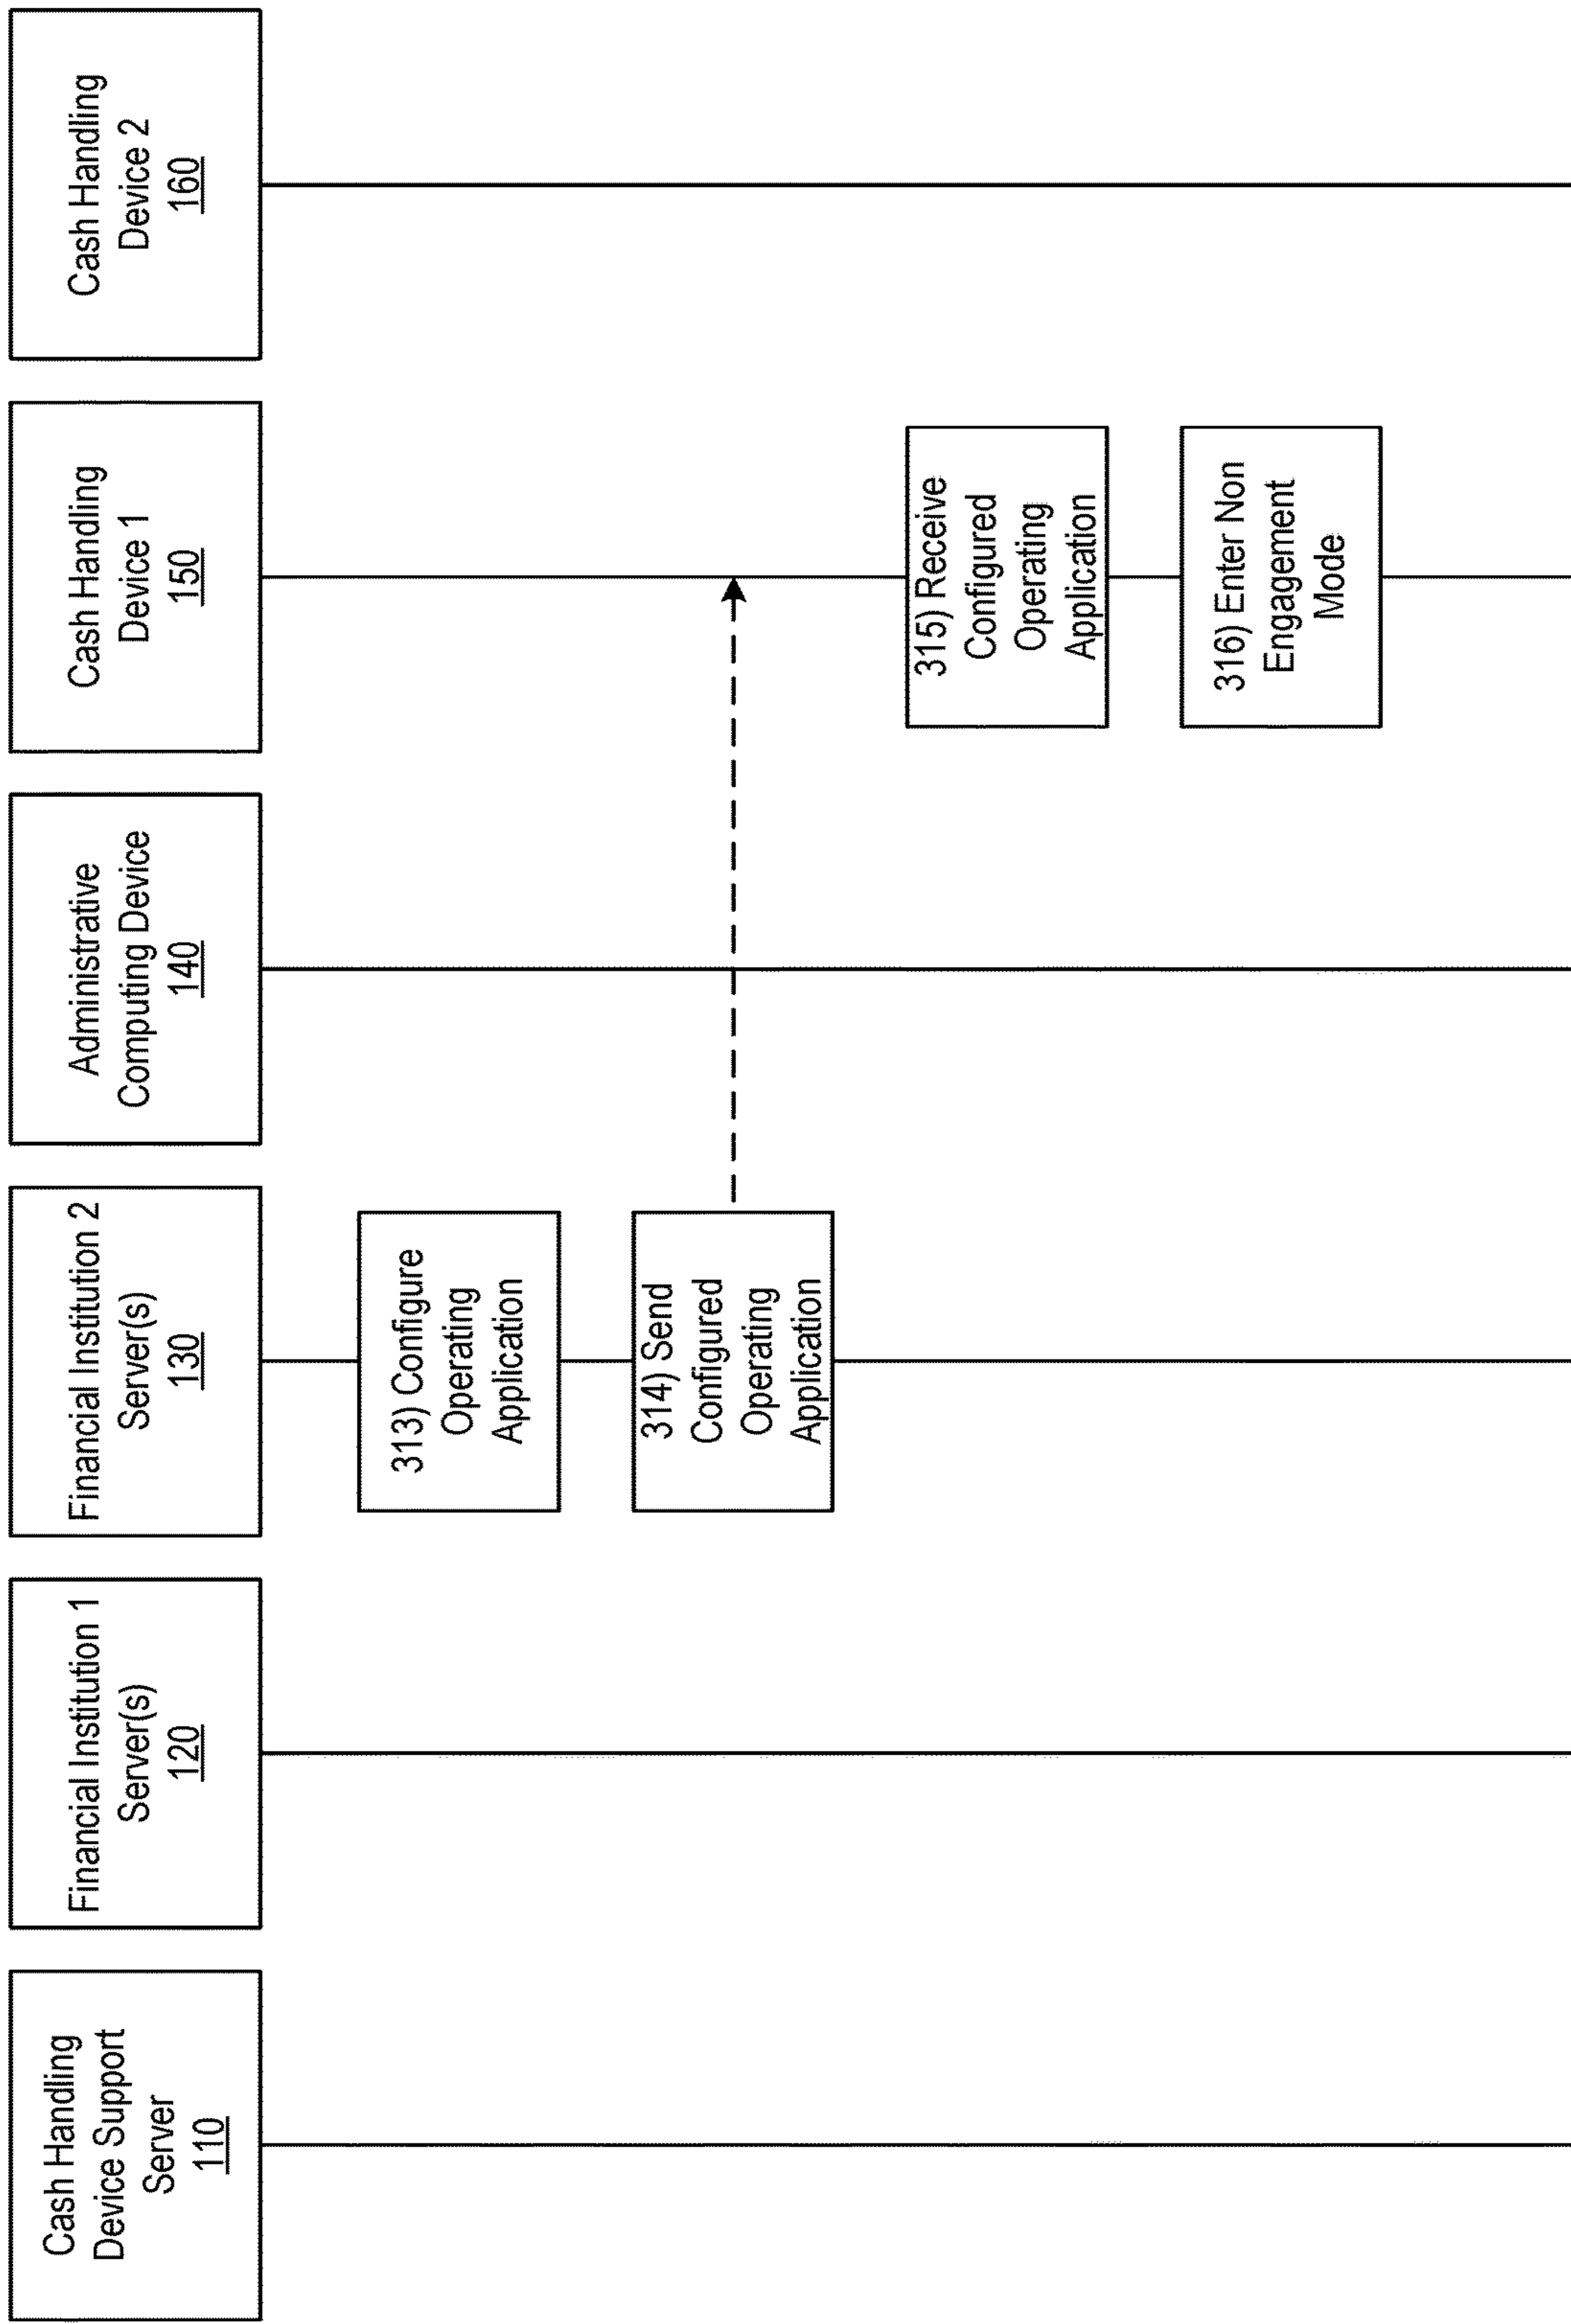 Cash Handling
Device Support
Server
110
Financial Institution 1
Server(s)
120
Financial Institution 2
Server(s)
130
Administrative
Computing Device
140
Cash Handling
Device 1
150
Cash Handling
Device 2
160
313) Configure
Operating
Application
314) Send
Configured
Operating
Application
315) Receive
Configured
Operating
Application
316) Enter Non
Engagement
Mode